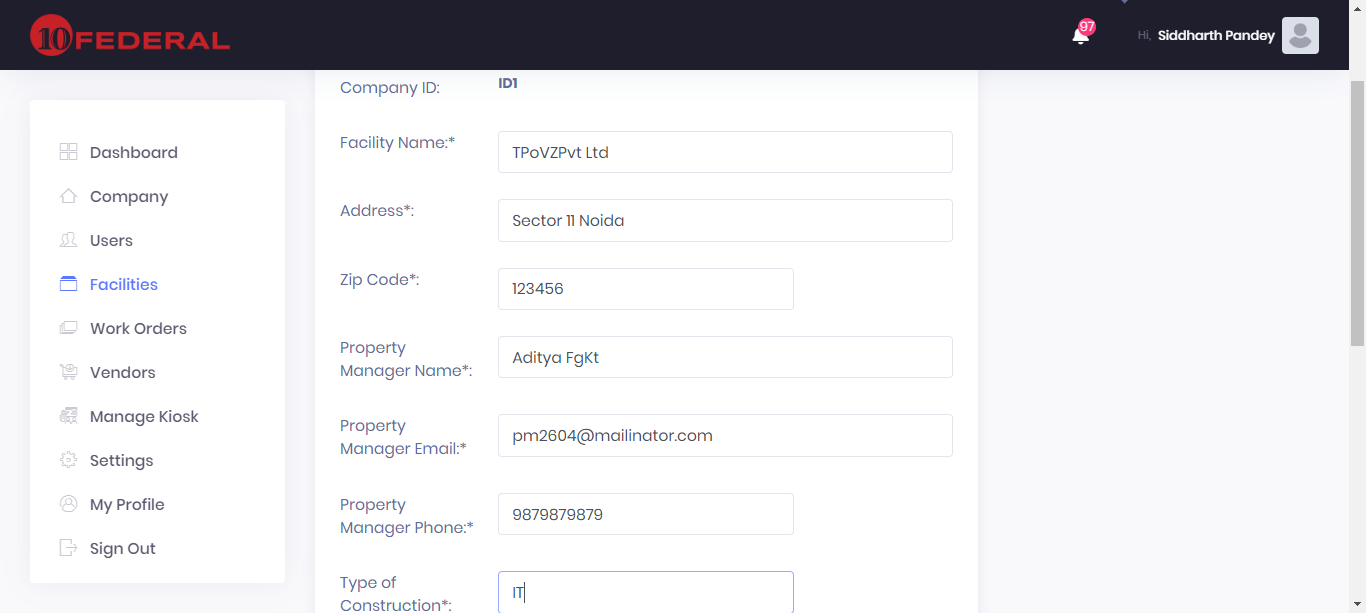 10 FEDERAL
97
Hi, Siddharth Pandey
Dashboard
Company
Users
Facilities
Work Orders
Vendors
Manage Kiosk
Settings
My Profile
Sign Out
Company ID: ID1
Facility Name:* TPoVZPvt Ltd
Address*: Sector 11 Noida
Zip Code*: 123456
Property
Manager Name*: Aditya FgKt
Property
Manager Email:* pm2604@mailinator.com
Property
Manager Phone:* 9879879879
Type of
Construction*: IT